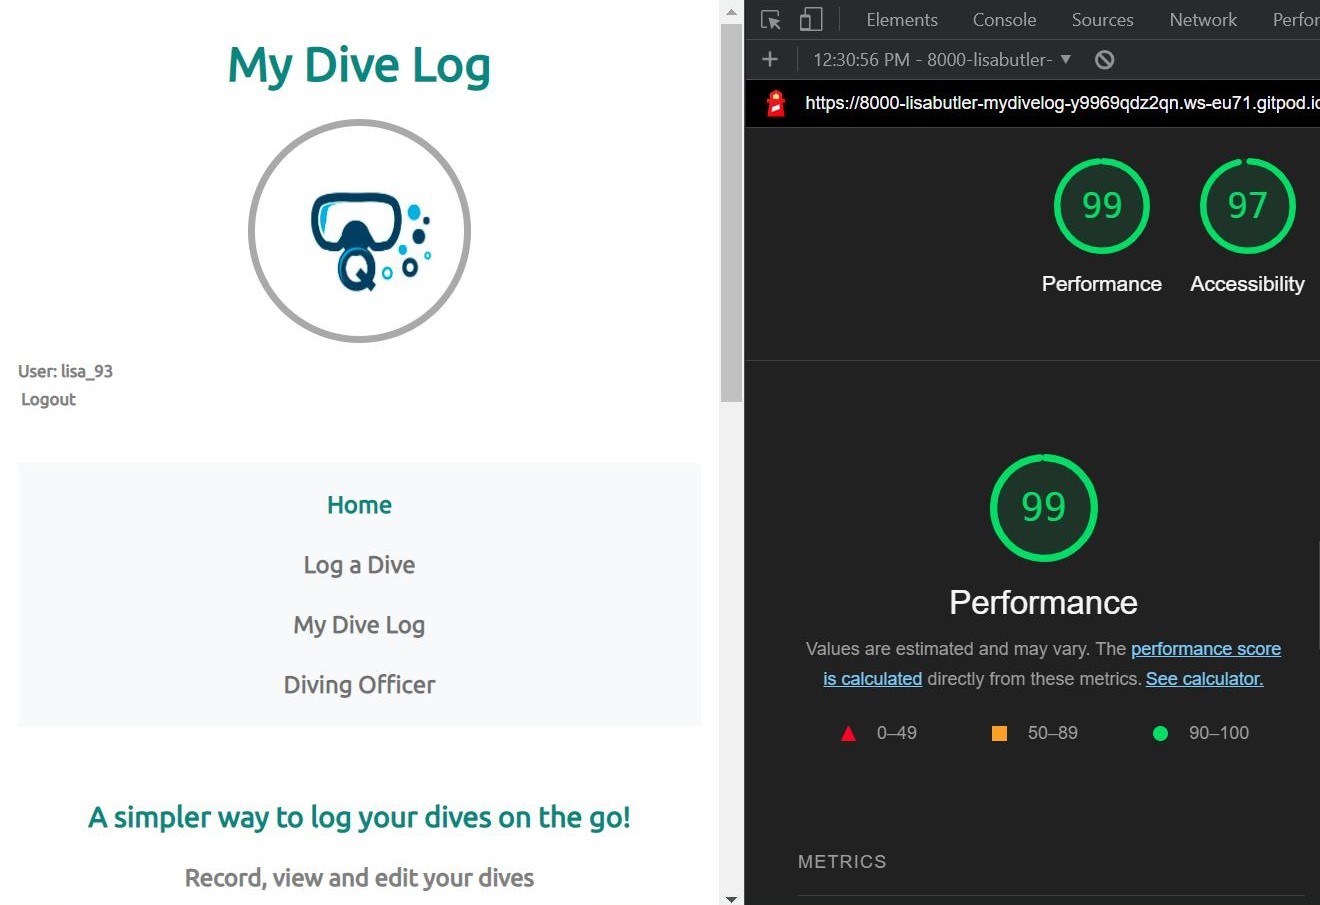 My Dive Log
Q
User: lisa_93
Logout
Home
Log a Dive
My Dive Log
Diving Officer
A simpler way to log your dives on the go!
Record, view and edit your dives
Elements Console Sources Network Perfor
12:30:56 PM - 8000-lisabutler-
https://8000-lisabutler-mydivelog-y9969qdz2qn.ws-eu71.gitpod.io
99 97
Performance Accessibility
99
Performance
Values are estimated and may vary. The performance score
is calculated directly from these metrics. See calculator.
0–49 50–89 90–100
METRICS